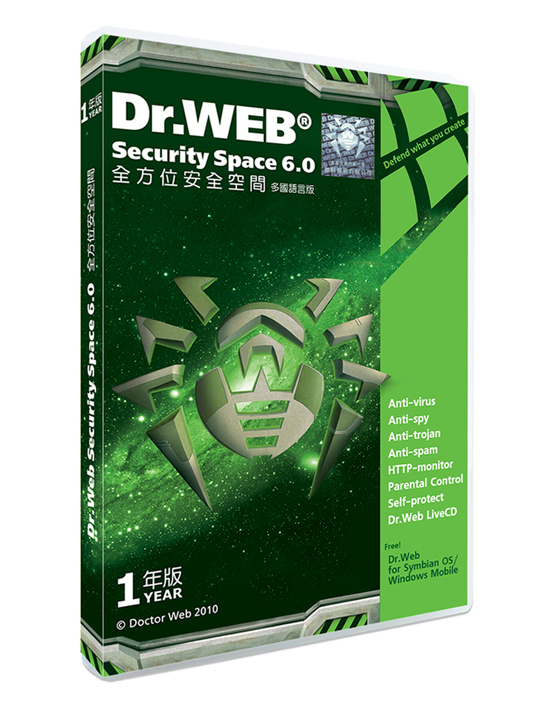 1 年版
YEAR
全方位安全空間
Dr.Web Security Space 6.0
Dr.WEB®
Security Space 6.0
全方位安全空間 多國語言版
Defend what you create
Anti-virus
Anti-spy
Anti-trojan
Anti-spam
HTTP-monitor
Parental Control
Self-protect
Dr.Web LiveCD
Free!
Dr.Web
for Symbian OS/
Windows Mobile
1 年版
YEAR
© Doctor Web 2010